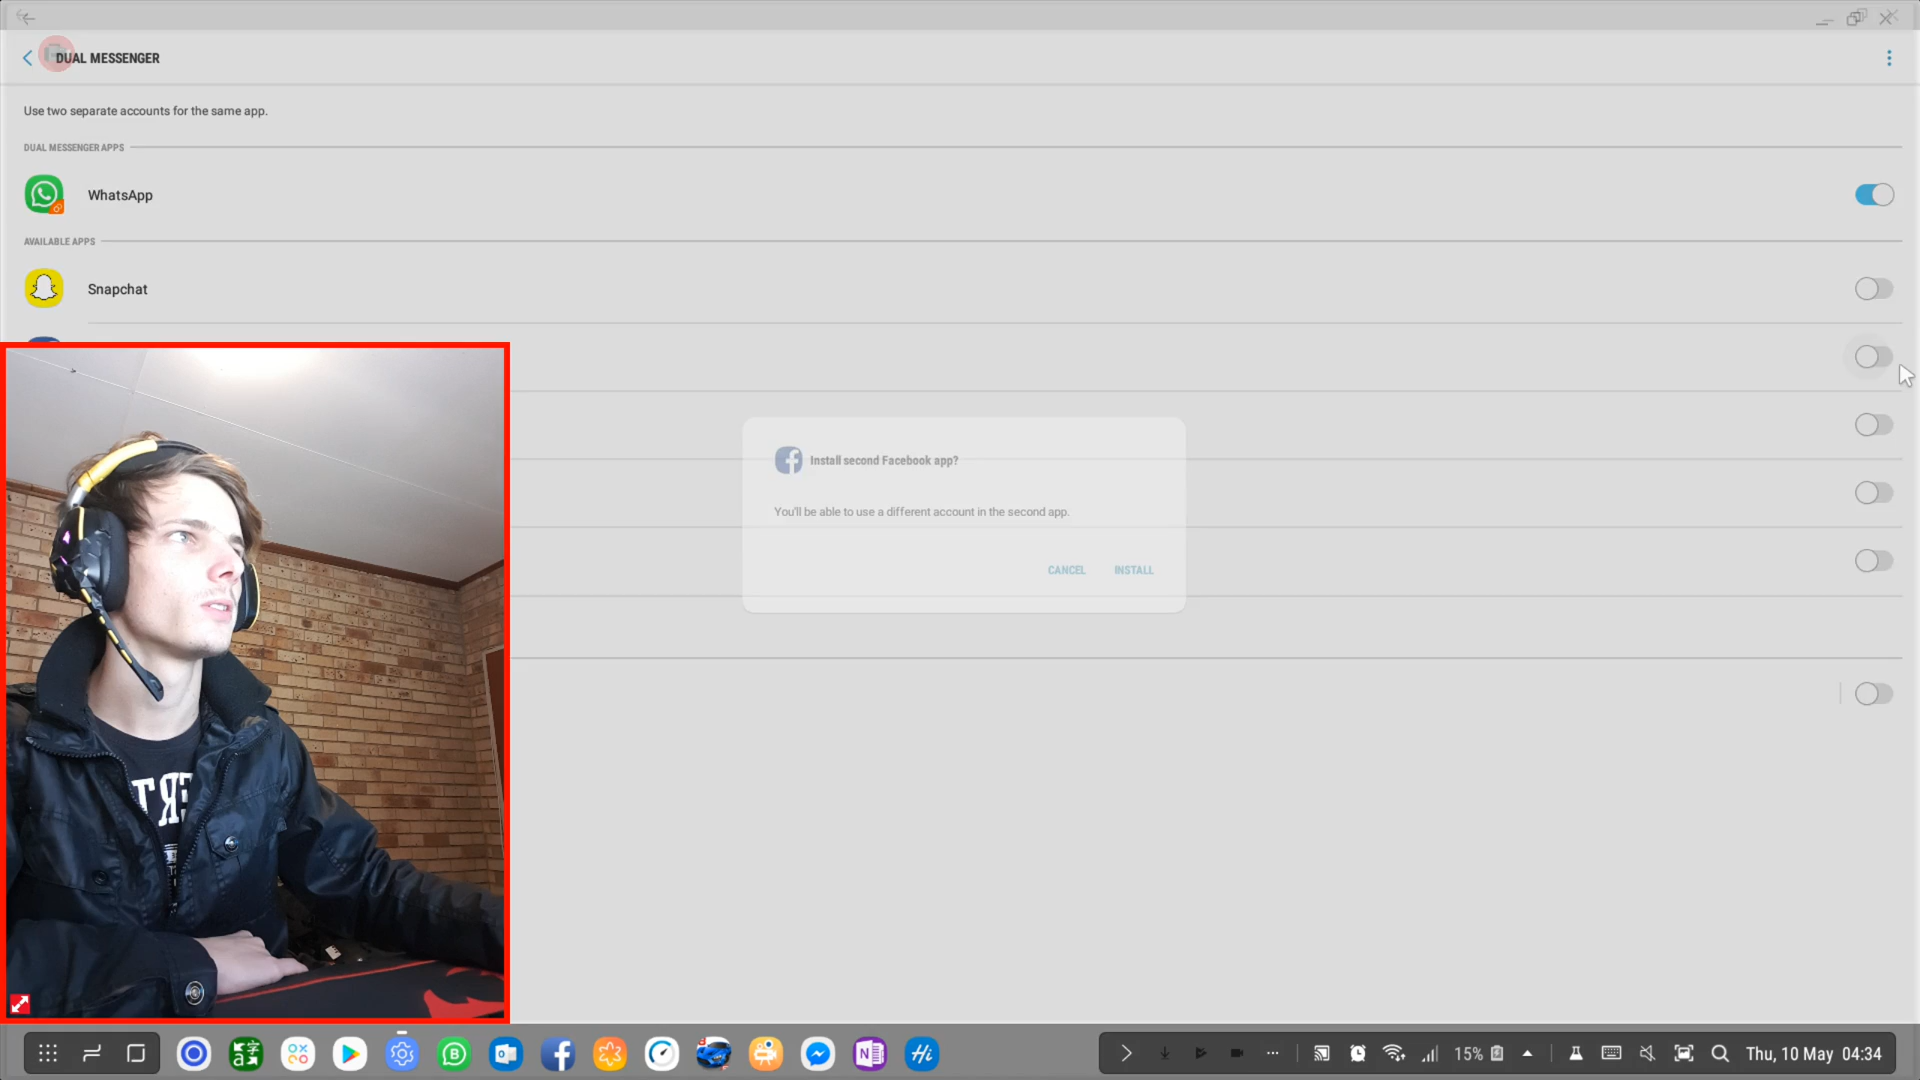 DUAL MESSENGER
Use two separate accounts for the same app.
DUAL MESSENGER APPS
WhatsApp
AVAILABLE APPS
Snapchat
Install second Facebook app?
You'll be able to use a different account in the second app.
CANCEL
INSTALL
Hi
15%
Thu, 10 May 04:34